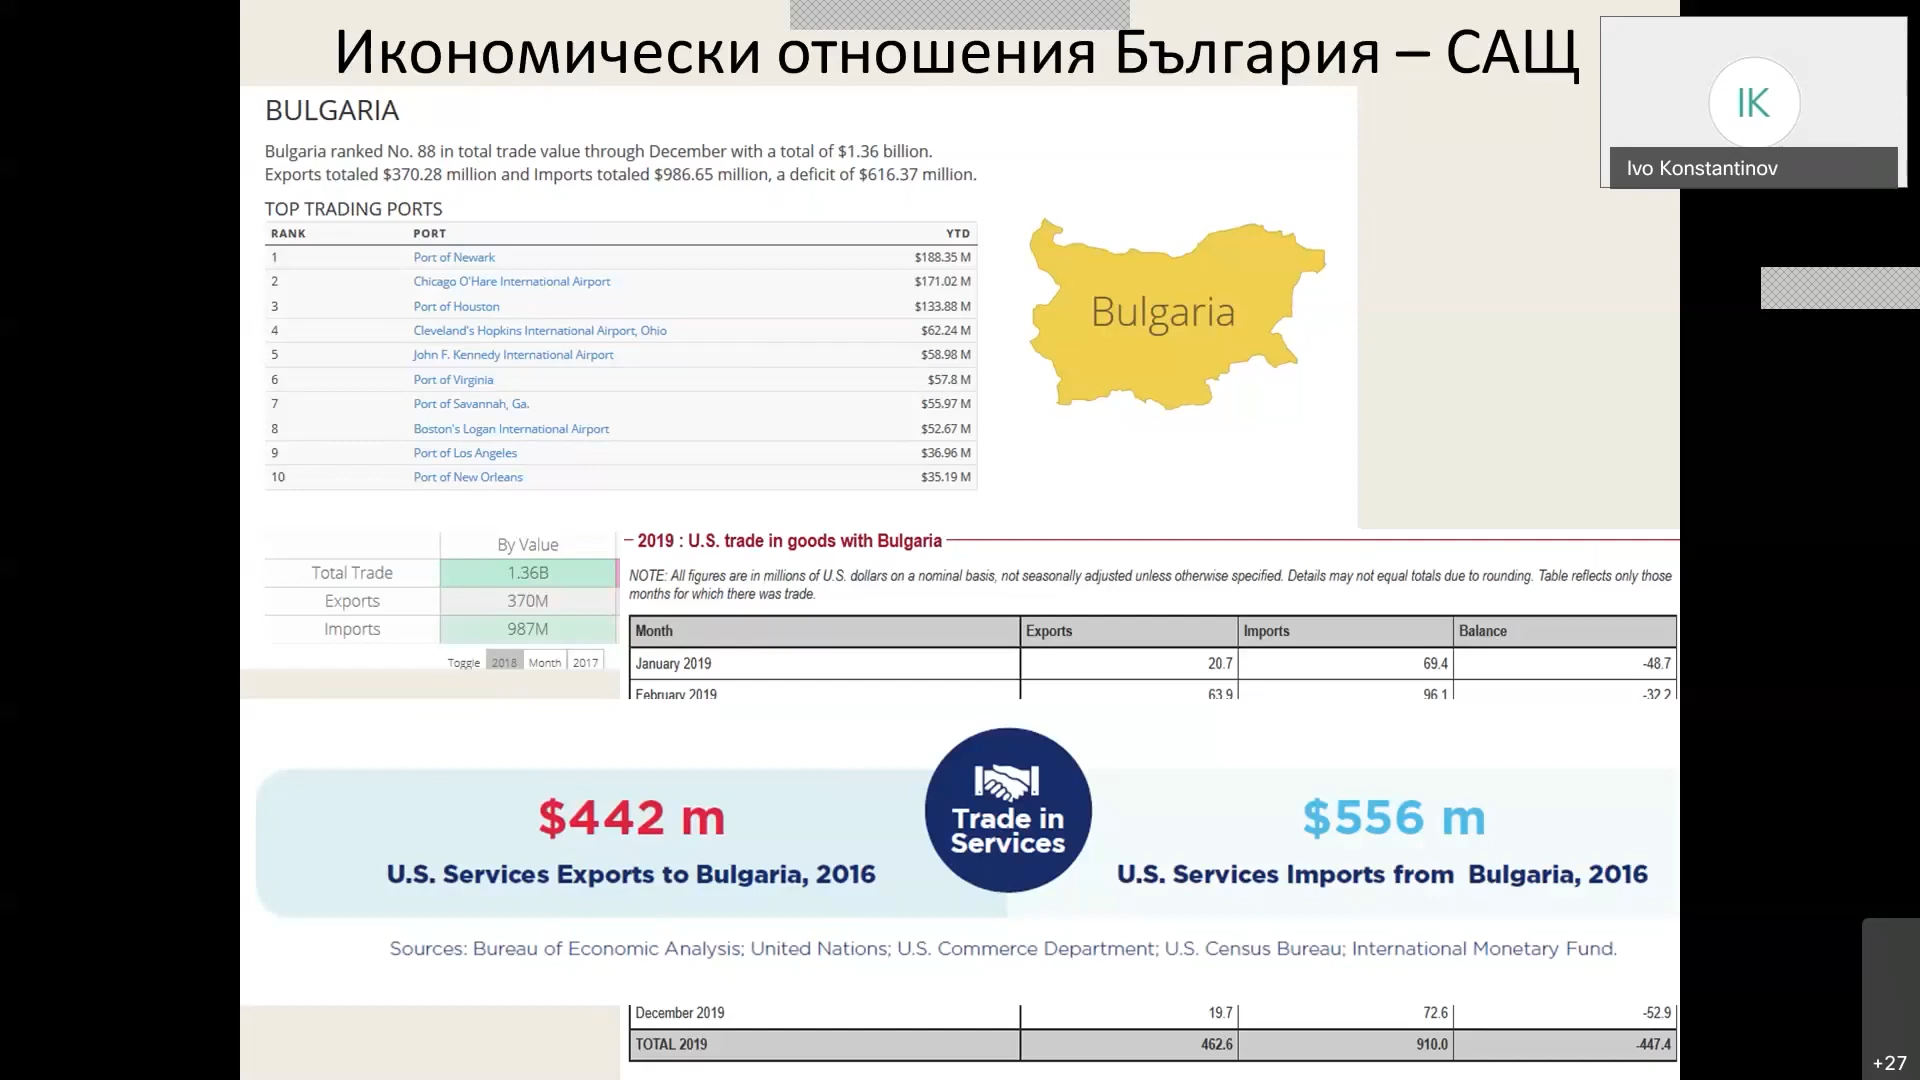 Икономически отношения България – САЩ
IK
Ivo Konstantinov
BULGARIA
Bulgaria ranked No. 88 in total trade value through December with a total of $1.36 billion.
Exports totaled $370.28 million and Imports totaled $986.65 million, a deficit of $616.37 million.
TOP TRADING PORTS
RANK PORT YTD
1 Port of Newark $188.35 M
2 Chicago O'Hare International Airport $171.02 M
3 Port of Houston $133.88 M
4 Cleveland's Hopkins International Airport, Ohio $62.24 M
5 John F. Kennedy International Airport $58.98 M
6 Port of Virginia $57.8 M
7 Port of Savannah, Ga. $55.97 M
8 Boston's Logan International Airport $52.67 M
9 Port of Los Angeles $36.96 M
10 Port of New Orleans $35.19 M
Bulgaria
By Value
Total Trade 1.36B
Exports 370M
Imports 987M
Toggle 2018 Month 2017
2019 : U.S. trade in goods with Bulgaria
NOTE: All figures are in millions of U.S. dollars on a nominal basis, not seasonally adjusted unless otherwise specified. Details may not equal totals due to rounding. Table reflects only those
months for which there was trade.
Month Exports Imports Balance
January 2019 20.7 69.4 -48.7
February 2019 63.9 96.1 -32.2
$442 m
U.S. Services Exports to Bulgaria, 2016
Trade in
Services
$556 m
U.S. Services Imports from Bulgaria, 2016
Sources: Bureau of Economic Analysis; United Nations; U.S. Commerce Department; U.S. Census Bureau; International Monetary Fund.
December 2019 19.7 72.6 -52.9
TOTAL 2019 462.6 910.0 -447.4
+27